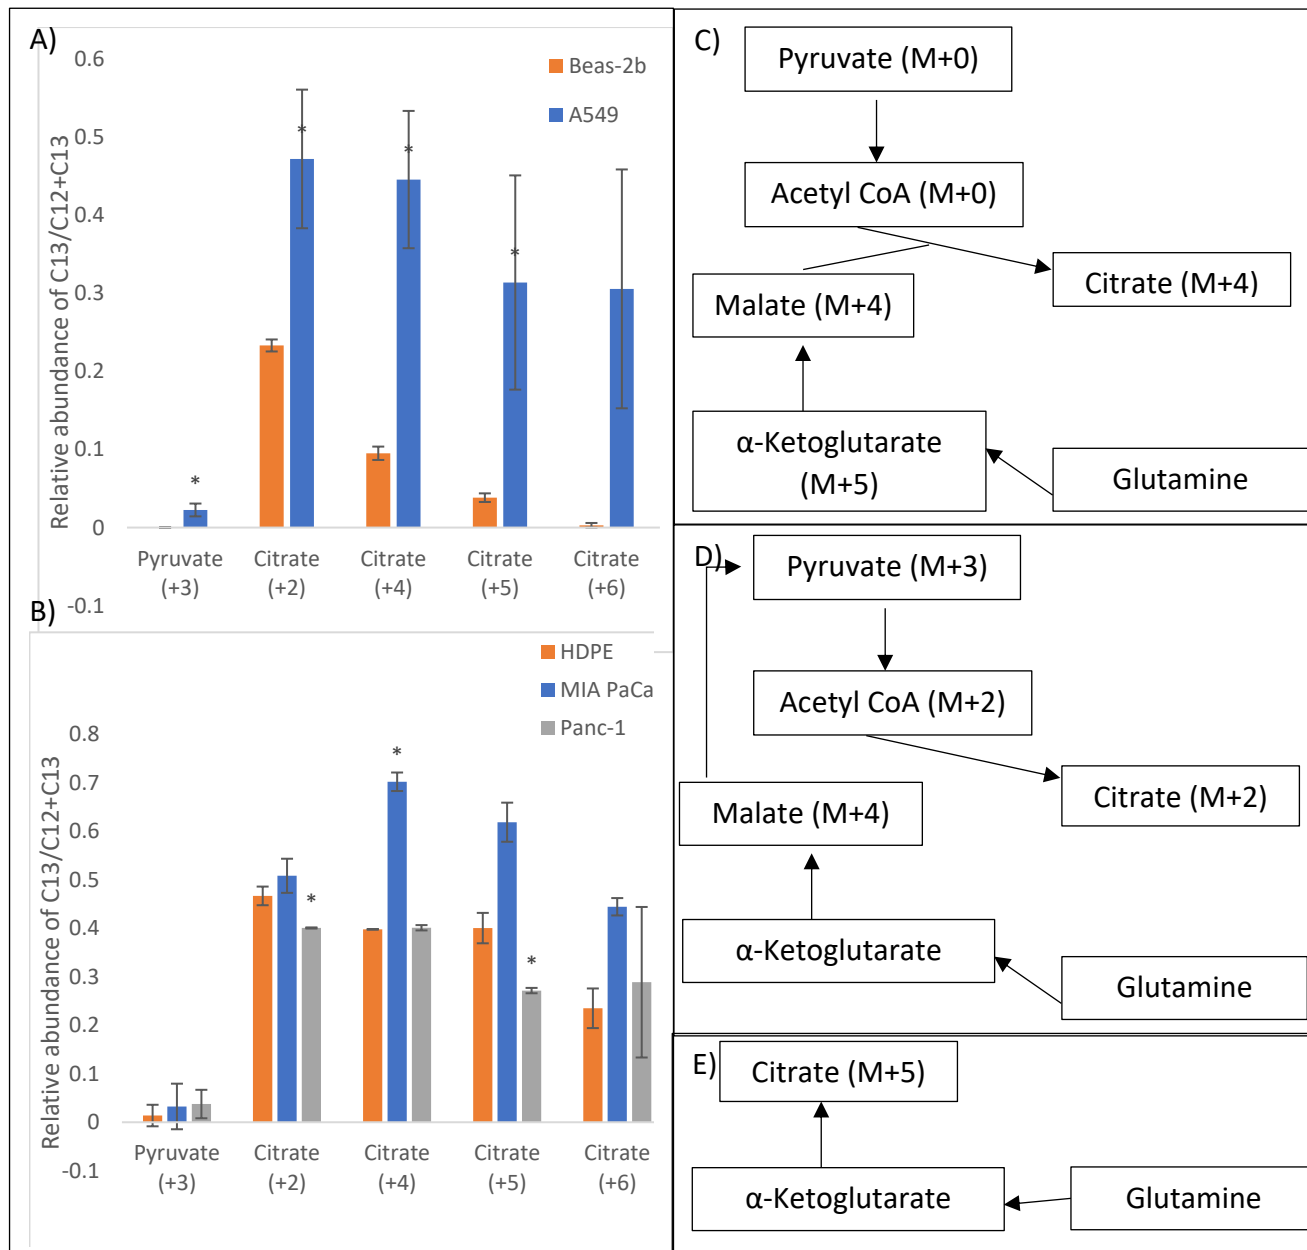 A)
Relative abundance of C13/C12+C13
0.6
0.5
0.4
0.3
0.2
0.1
0
-0.1
Beas-2b
A549
*
*
*
*
Pyruvate
(+3)
Citrate
(+2)
Citrate
(+4)
Citrate
(+5)
Citrate
(+6)
B)
Relative abundance of C13/C12+C13
0.8
0.7
0.6
0.5
0.4
0.3
0.2
0.1
0
-0.1
HDPE
MIA PaCa
Panc-1
*
*
*
Pyruvate
(+3)
Citrate
(+2)
Citrate
(+4)
Citrate
(+5)
Citrate
(+6)
C)
Pyruvate (M+0)
Acetyl CoA (M+0)
Citrate (M+4)
Malate (M+4)
α-Ketoglutarate
(M+5)
Glutamine
D)
Pyruvate (M+3)
Acetyl CoA (M+2)
Citrate (M+2)
Malate (M+4)
α-Ketoglutarate
Glutamine
E)
Citrate (M+5)
α-Ketoglutarate
Glutamine